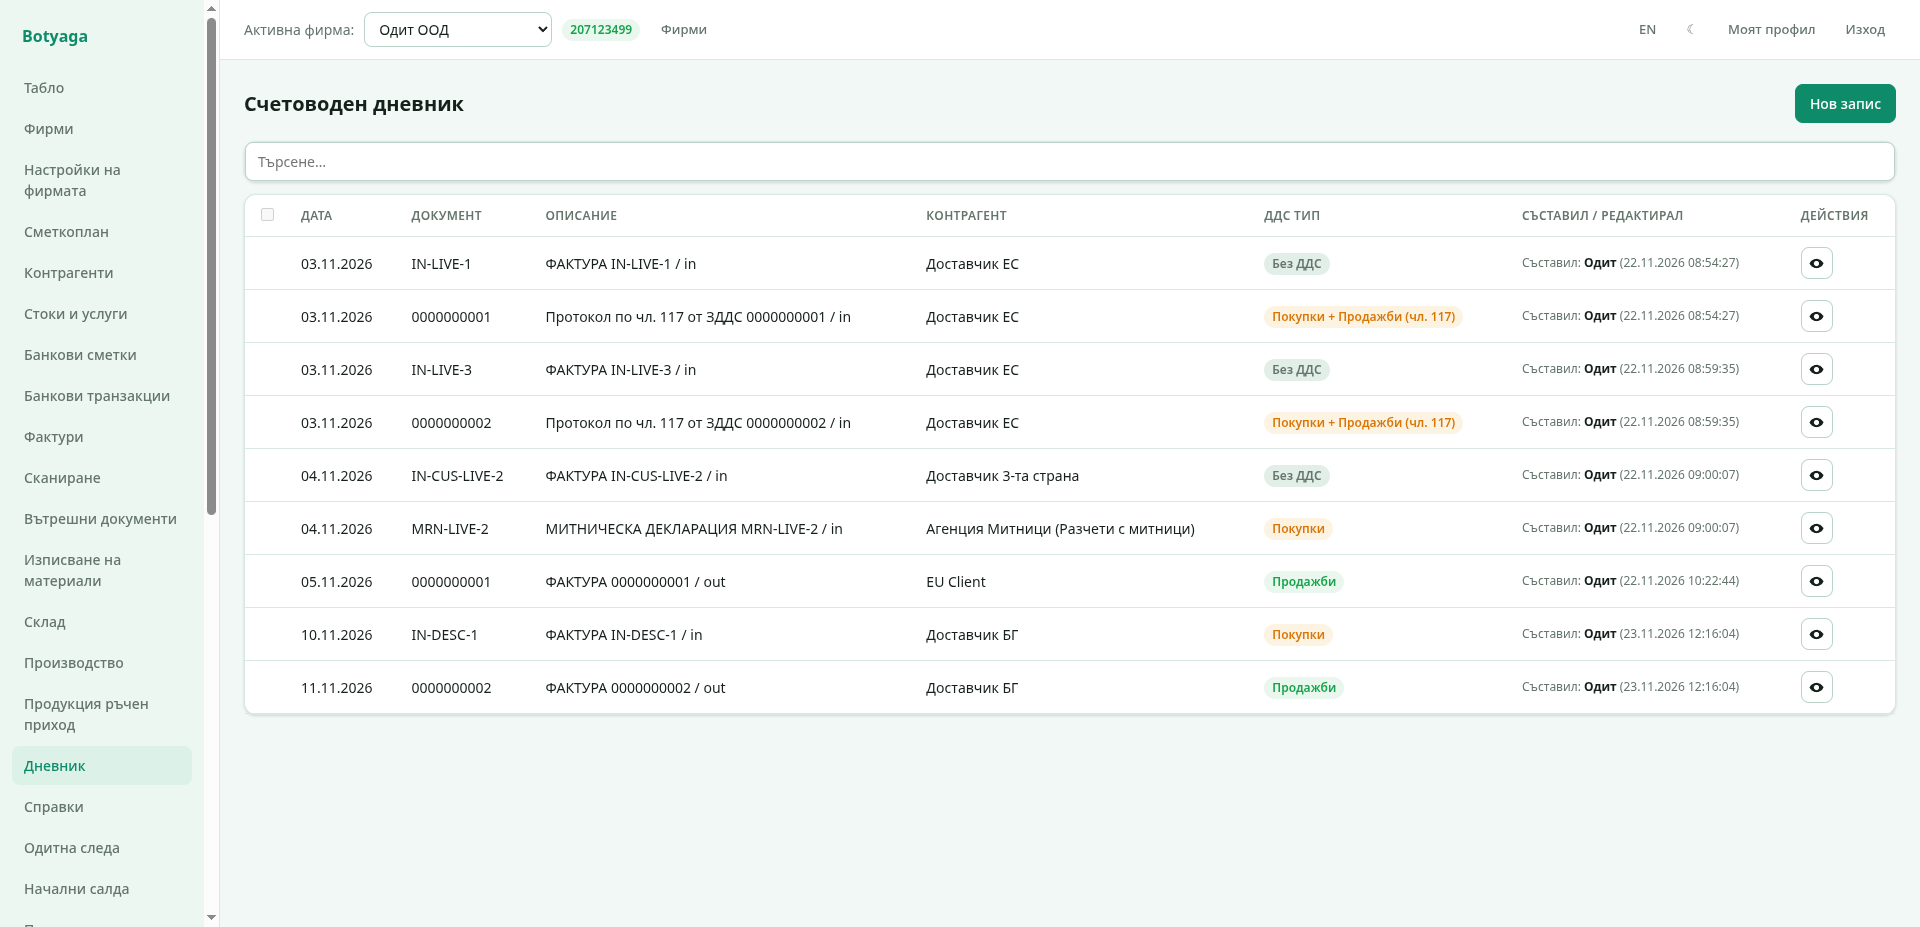 Botyaga
Табло
Фирми
Настройки на
фирмата
Сметкоплан
Контрагенти
Стоки и услуги
Банкови сметки
Банкови транзакции
Фактури
Сканиране
Вътрешни документи
Изписване на
материали
Склад
Производство
Продукция ръчен
приход
Дневник
Справки
Одитна следа
Начални салда
Активна фирма: Одит ООД 207123499 Фирми EN Моят профил Изход
Счетоводен дневник Нов запис
Търсене...
ДАТА ДОКУМЕНТ ОПИСАНИЕ КОНТРАГЕНТ ДДС ТИП СЪСТАВИЛ / РЕДАКТИРАЛ ДЕЙСТВИЯ
03.11.2026 IN-LIVE-1 ФАКТУРА IN-LIVE-1 / in Доставчик ЕС Без ДДС Съставил: Одит (22.11.2026 08:54:27)
03.11.2026 0000000001 Протокол по чл. 117 от ЗДДС 0000000001 / in Доставчик ЕС Покупки + Продажби (чл. 117) Съставил: Одит (22.11.2026 08:54:27)
03.11.2026 IN-LIVE-3 ФАКТУРА IN-LIVE-3 / in Доставчик ЕС Без ДДС Съставил: Одит (22.11.2026 08:59:35)
03.11.2026 0000000002 Протокол по чл. 117 от ЗДДС 0000000002 / in Доставчик ЕС Покупки + Продажби (чл. 117) Съставил: Одит (22.11.2026 08:59:35)
04.11.2026 IN-CUS-LIVE-2 ФАКТУРА IN-CUS-LIVE-2 / in Доставчик 3-та страна Без ДДС Съставил: Одит (22.11.2026 09:00:07)
04.11.2026 MRN-LIVE-2 МИТНИЧЕСКА ДЕКЛАРАЦИЯ MRN-LIVE-2 / in Агенция Митници (Разчети с митници) Покупки Съставил: Одит (22.11.2026 09:00:07)
05.11.2026 0000000001 ФАКТУРА 0000000001 / out EU Client Продажби Съставил: Одит (22.11.2026 10:22:44)
10.11.2026 IN-DESC-1 ФАКТУРА IN-DESC-1 / in Доставчик БГ Покупки Съставил: Одит (23.11.2026 12:16:04)
11.11.2026 0000000002 ФАКТУРА 0000000002 / out Доставчик БГ Продажби Съставил: Одит (23.11.2026 12:16:04)